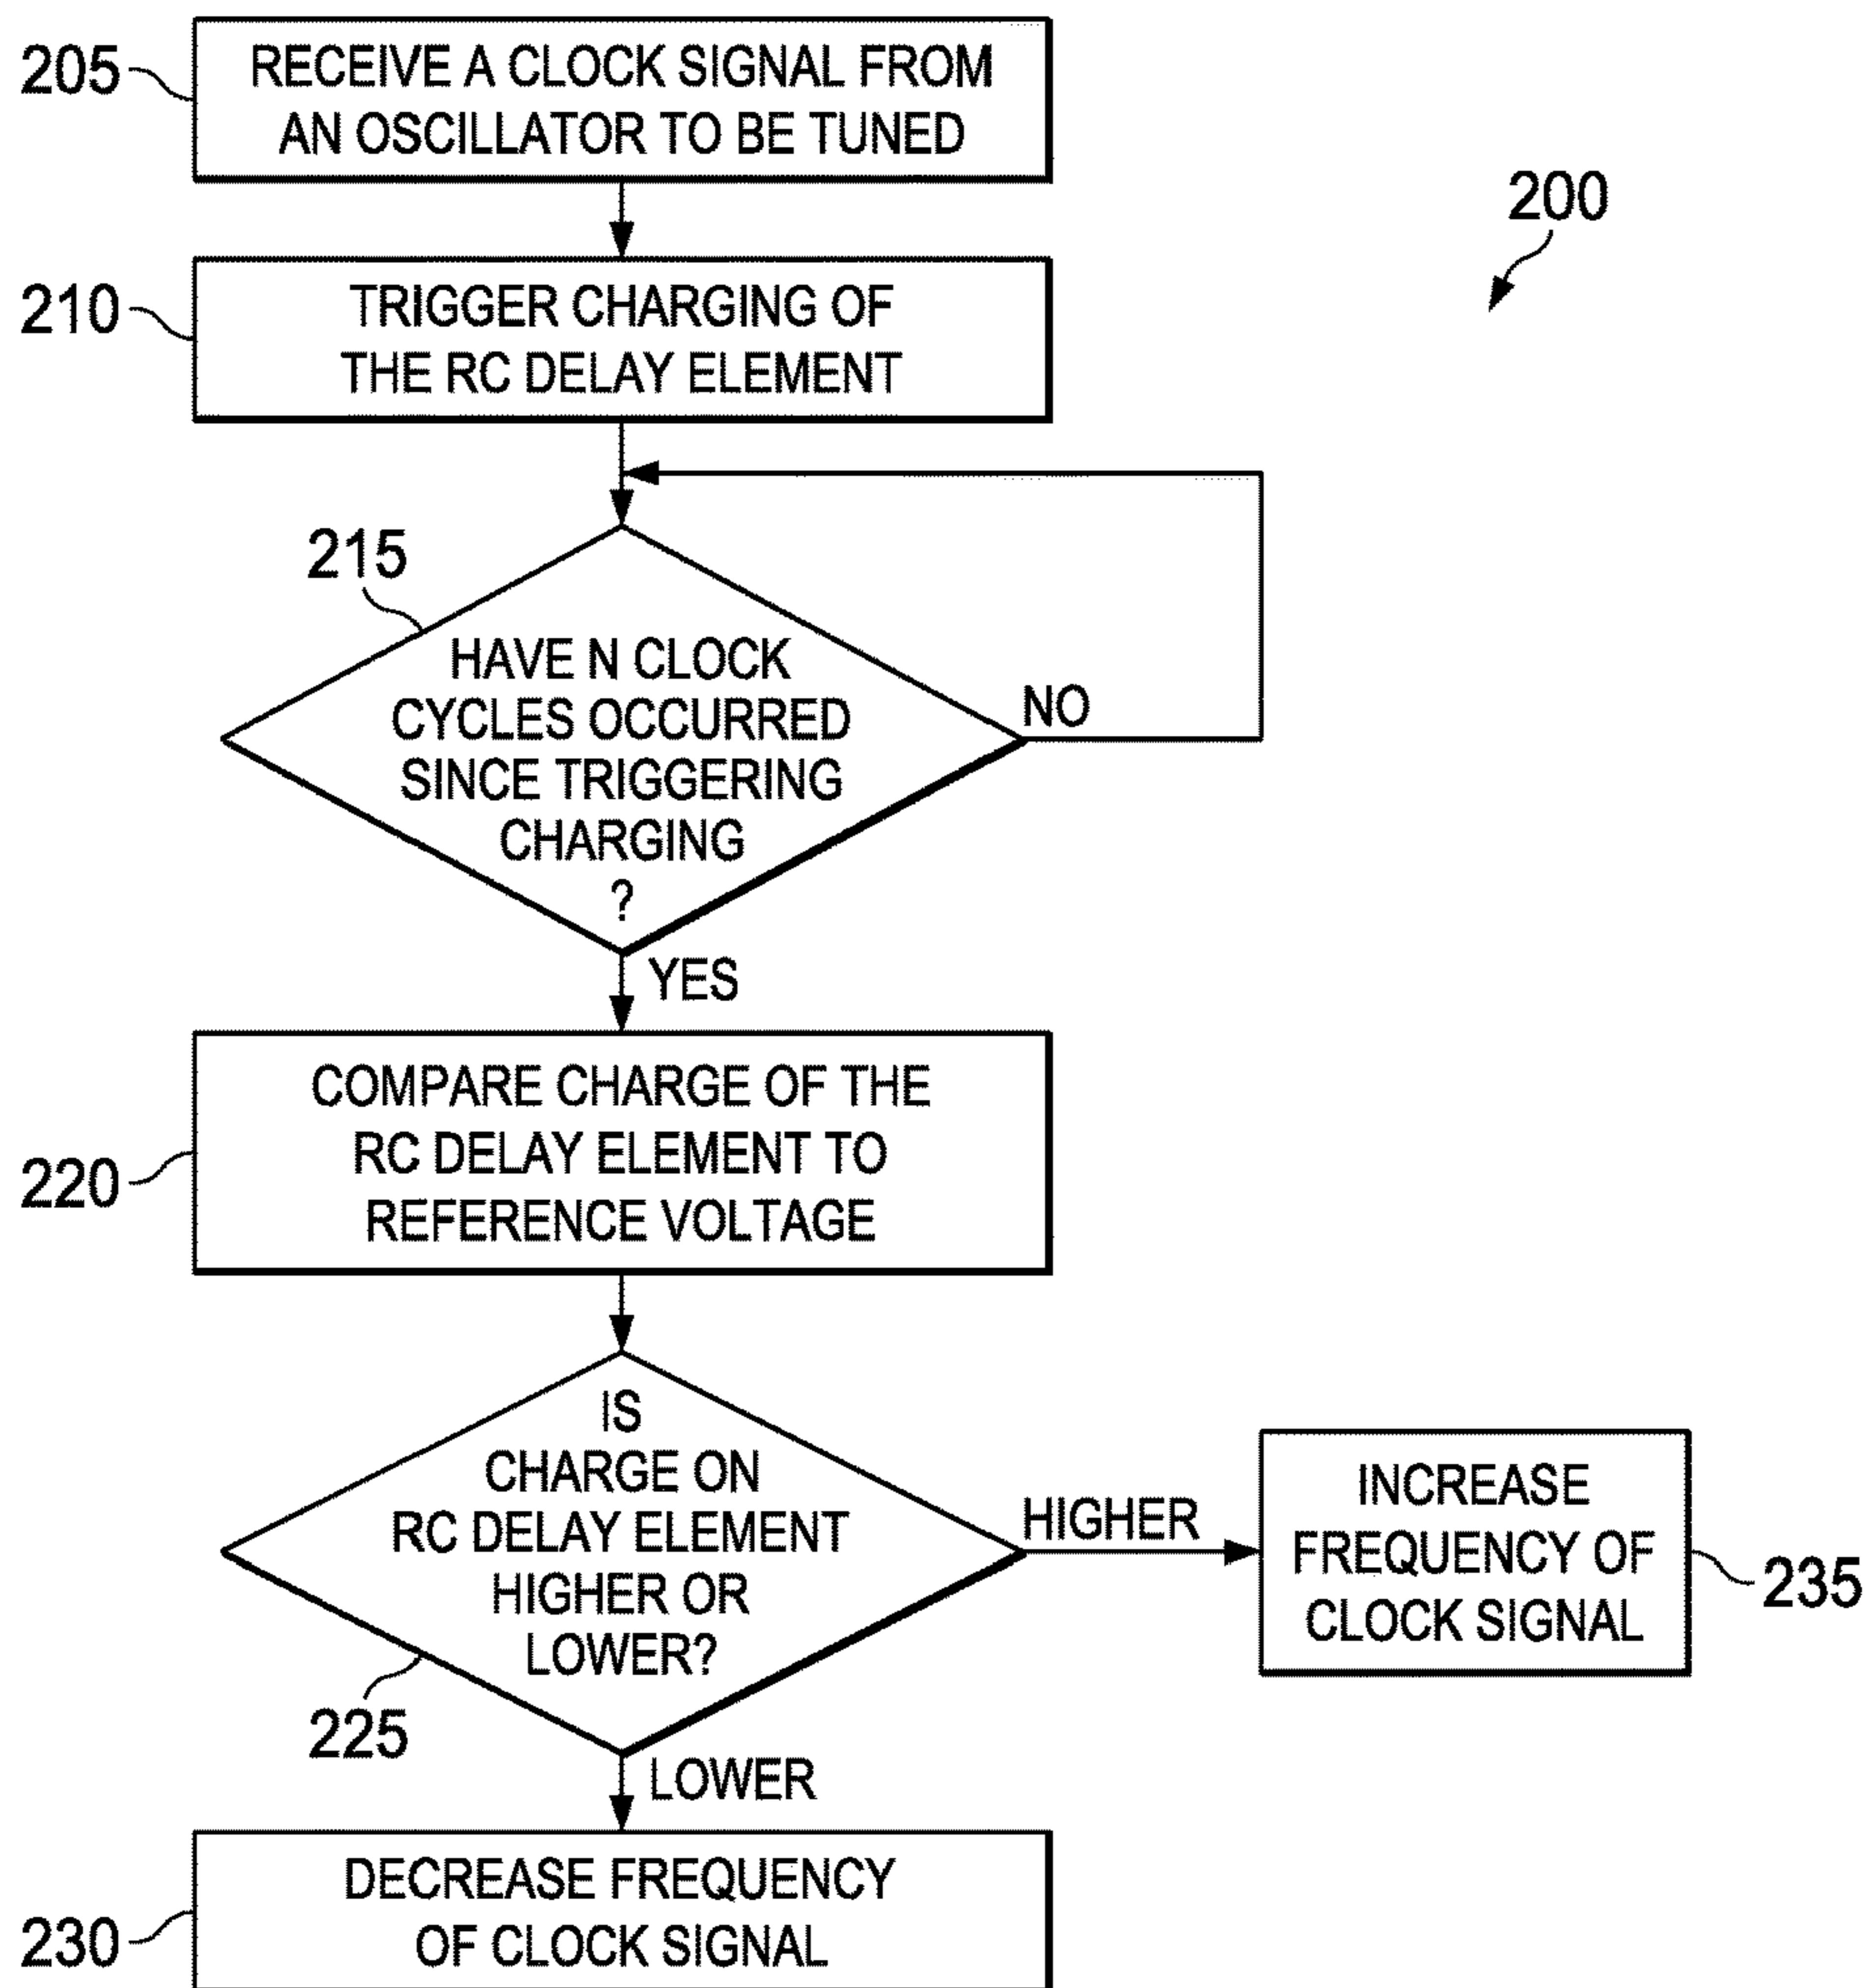 205
RECEIVE A CLOCK SIGNAL FROM
AN OSCILLATOR TO BE TUNED
200
210
TRIGGER CHARGING OF
THE RC DELAY ELEMENT
215
HAVE N CLOCK
CYCLES OCCURRED
SINCE TRIGGERING
CHARGING
?
NO
YES
220
COMPARE CHARGE OF THE
RC DELAY ELEMENT TO
REFERENCE VOLTAGE
IS
CHARGE ON
RC DELAY ELEMENT
HIGHER OR
LOWER?
225
HIGHER
INCREASE
FREQUENCY OF
CLOCK SIGNAL
235
LOWER
230
DECREASE FREQUENCY
OF CLOCK SIGNAL